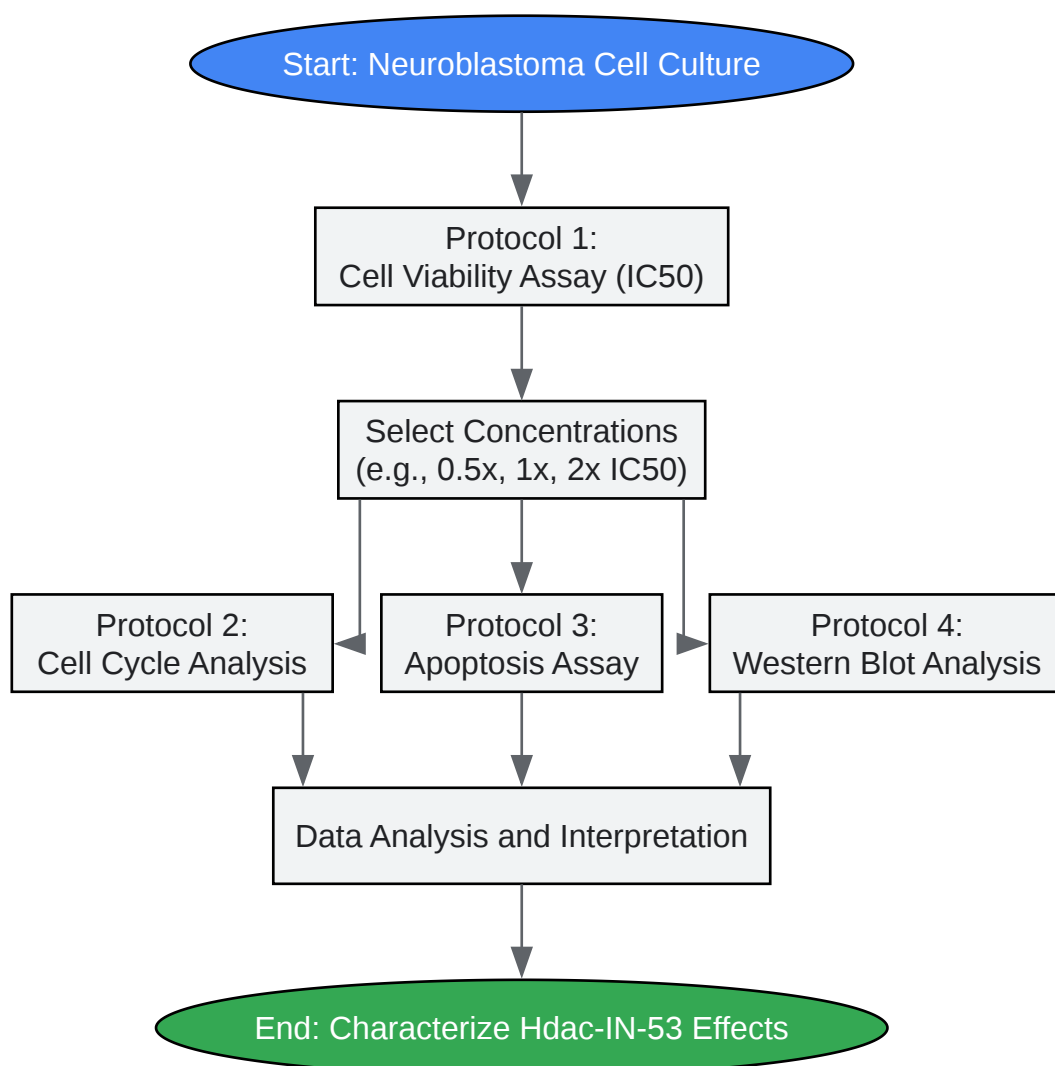 Start: Neuroblastoma Cell Culture
Protocol 1:
Cell Viability Assay (IC50)
Select Concentrations
(e.g., 0.5x, 1x, 2x IC50)
Protocol 2:
Cell Cycle Analysis
Protocol 3:
Apoptosis Assay
Protocol 4:
Western Blot Analysis
Data Analysis and Interpretation
End: Characterize Hdac-IN-53 Effects